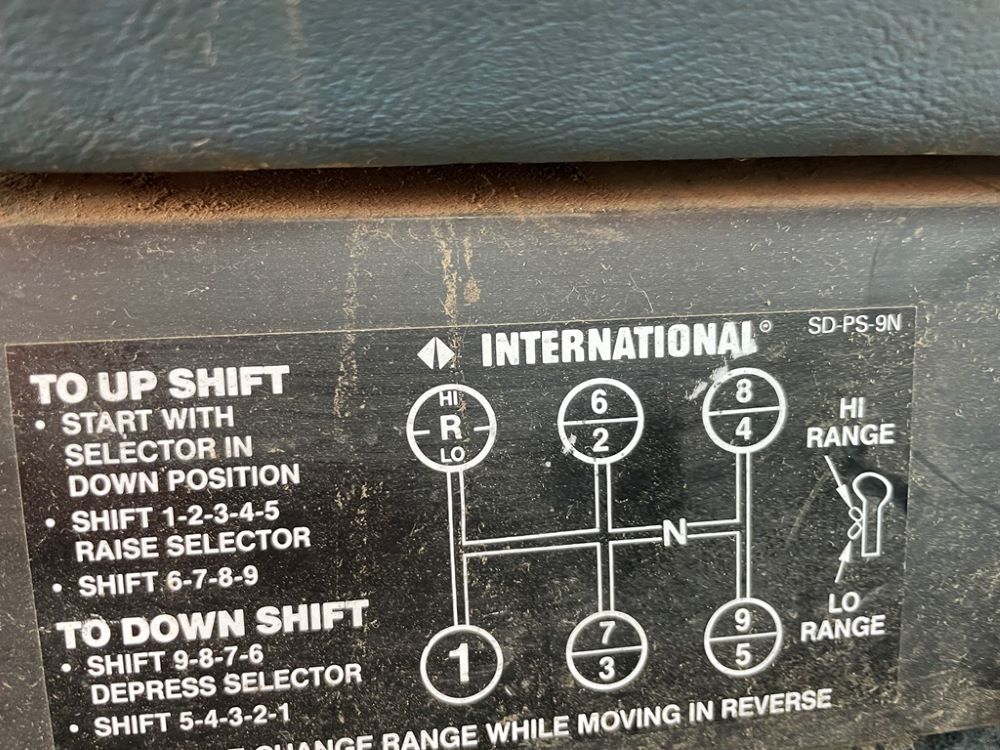 INTERNATIONAL®
SD-PS-9N
TO UP SHIFT
• START WITH
SELECTOR IN
DOWN POSITION
• SHIFT 1-2-3-4-5
RAISE SELECTOR
• SHIFT 6-7-8-9
TO DOWN SHIFT
• SHIFT 9-8-7-6
DEPRESS SELECTOR
• SHIFT 5-4-3-2-1
HI
R
LO
6
2
8
4
N
1
7
3
9
5
HI
RANGE
LO
RANGE
CHANGE RANGE WHILE MOVING IN REVERSE